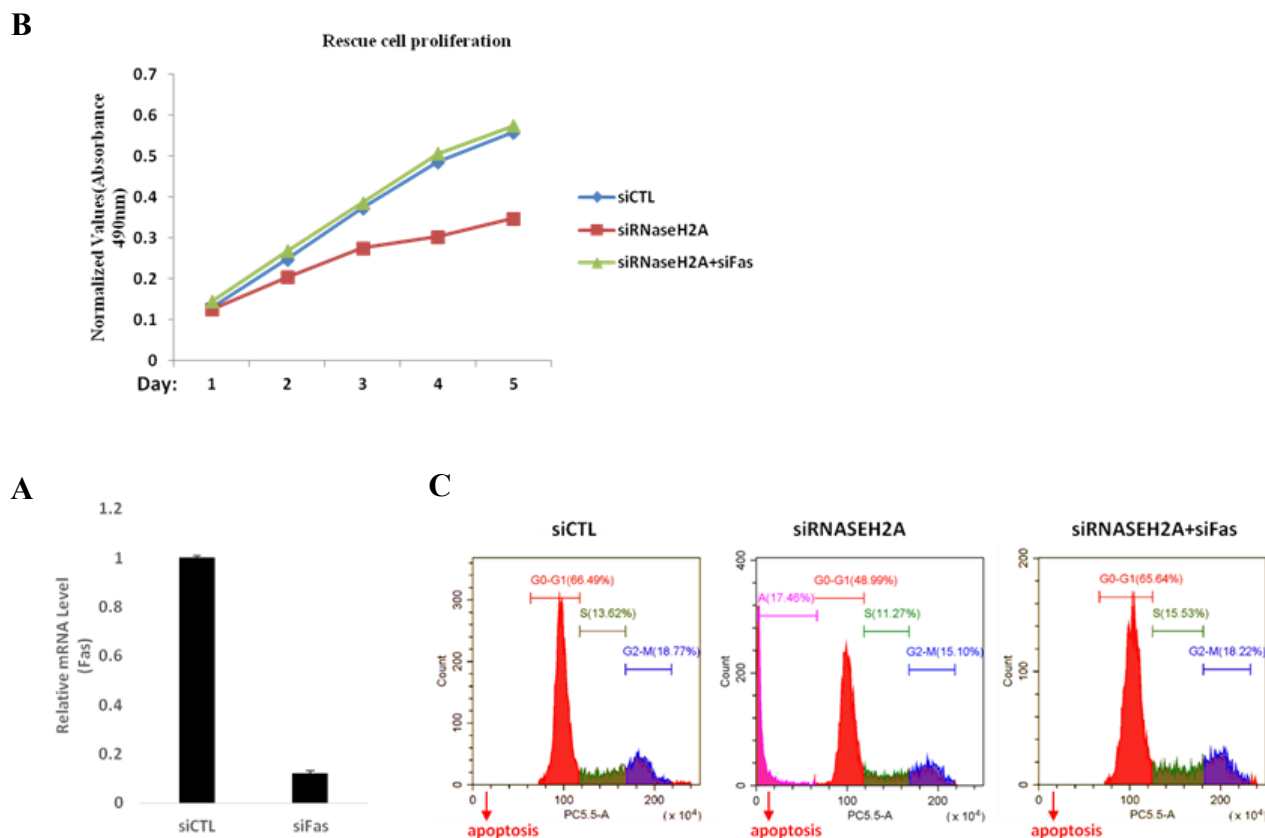 B
Rescue cell proliferation
Normalized Values(Absorbance
490nm)
0.7
0.6
0.5
0.4
0.3
0.2
0.1
0
Day: 1 2 3 4 5
siCTL
siRNaseH2A
siRNaseH2A+siFas
A
Relative mRNA Level
(Fas)
1.2
1
0.8
0.6
0.4
0.2
0
siCTL siFas
C
siCTL
Count
300
200
100
0
G0-G1(66.49%)
S(13.62%)
G2-M(18.77%)
100 200
PC5.5-A (x 10⁴)
apoptosis
siRNASEH2A
Count
400
200
0
A(17.46%)
G0-G1(48.99%)
S(11.27%)
G2-M(15.10%)
0 100 200
PC5.5-A (x 10⁴)
apoptosis
siRNASEH2A+siFas
Count
200
100
0
G0-G1(65.64%)
S(15.53%)
G2-M(18.22%)
100 200
PC5.5-A (x 10⁴)
apoptosis